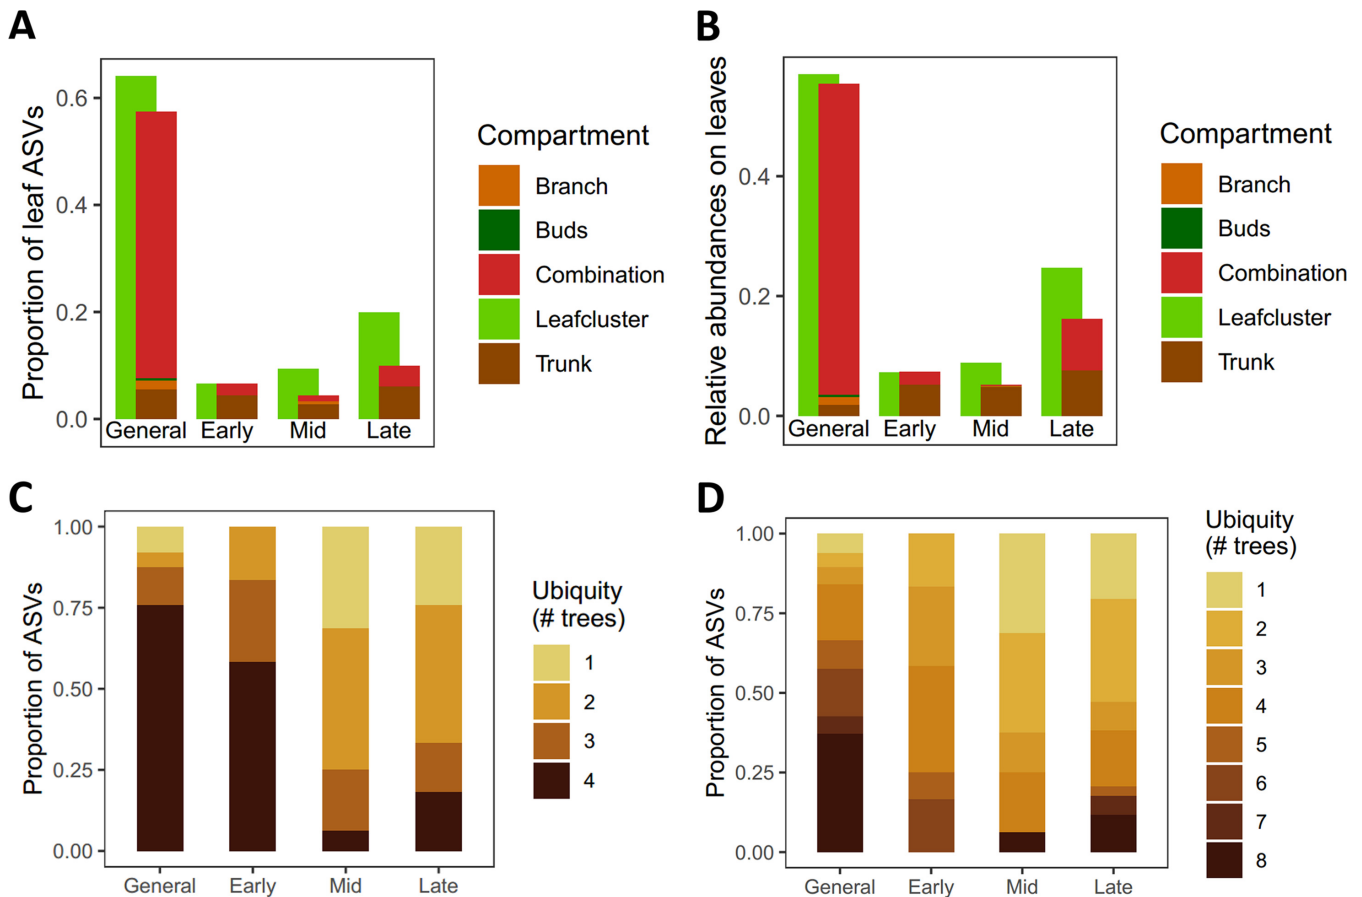 A
Proportion of leaf ASVs
0.6
0.4
0.2
0.0
General Early Mid Late
Compartment
Branch
Buds
Combination
Leafcluster
Trunk
B
Relative abundances on leaves
0.4
0.2
0.0
General Early Mid Late
Compartment
Branch
Buds
Combination
Leafcluster
Trunk
C
Proportion of ASVs
1.00
0.75
0.50
0.25
0.00
General Early Mid Late
Ubiquity
(# trees)
1
2
3
4
D
Proportion of ASVs
1.00
0.75
0.50
0.25
0.00
General Early Mid Late
Ubiquity
(# trees)
1
2
3
4
5
6
7
8